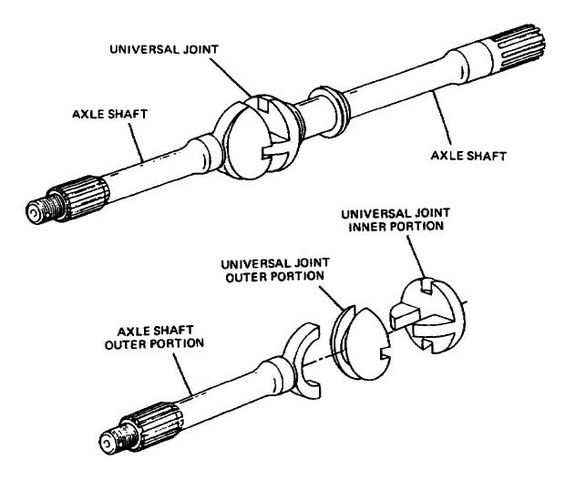 UNIVERSAL JOINT
AXLE SHAFT
AXLE SHAFT
UNIVERSAL JOINT
INNER PORTION
UNIVERSAL JOINT
OUTER PORTION
AXLE SHAFT
OUTER PORTION